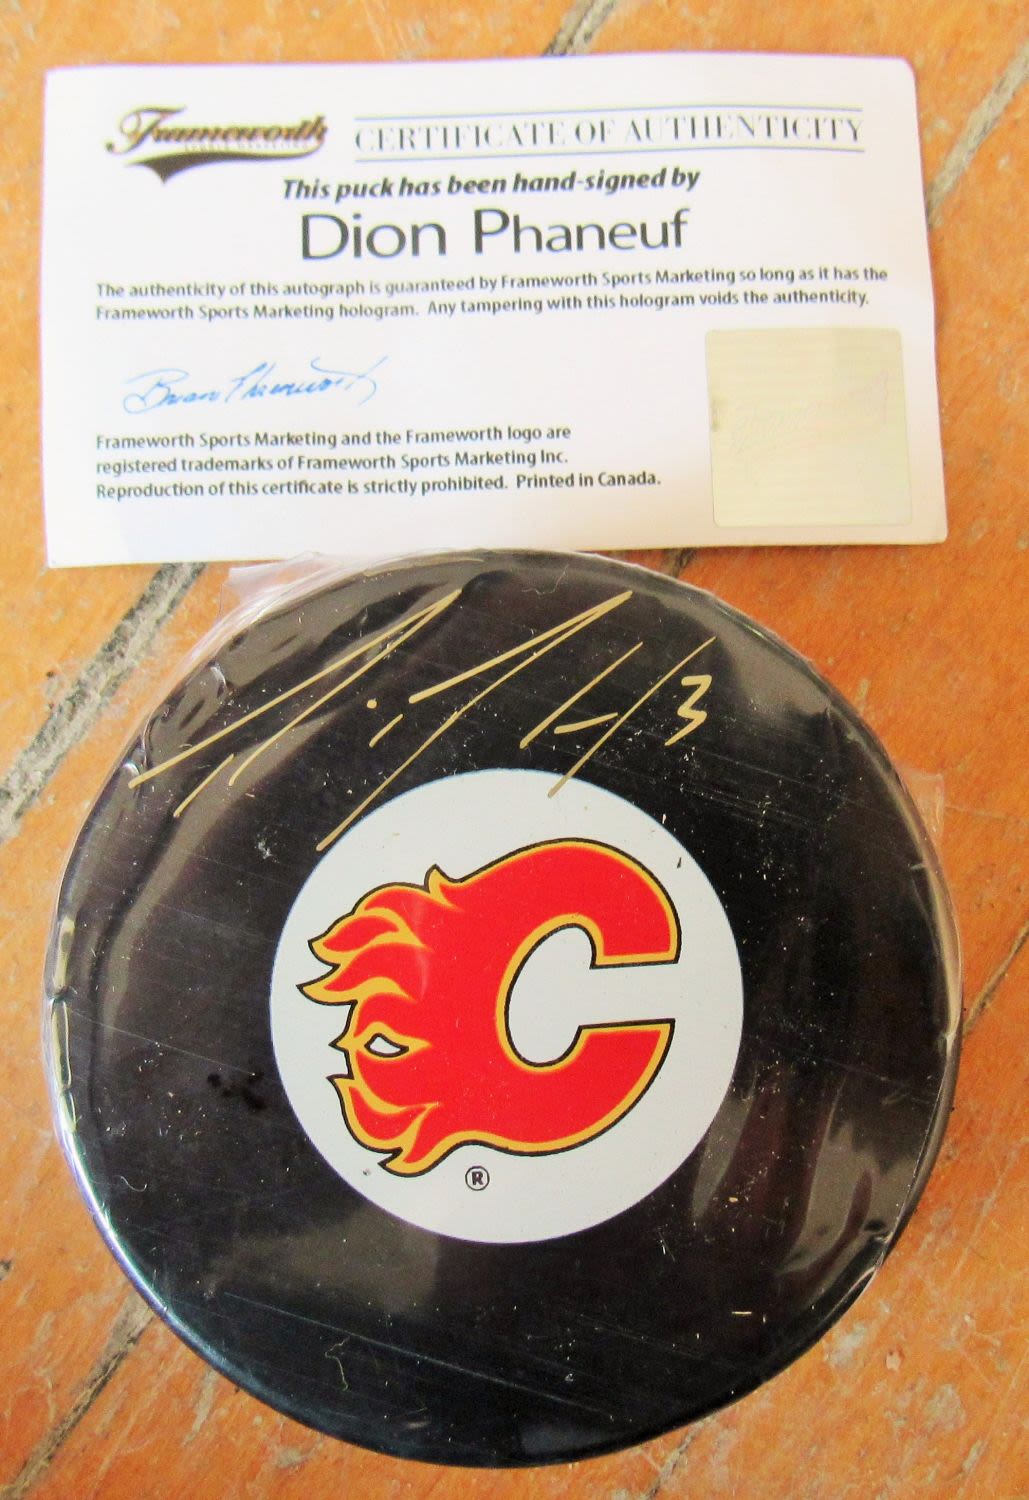 Frameworth
CERTIFICATE OF AUTHENTICITY
This puck has been hand-signed by
Dion Phaneuf
The authenticity of this autograph is guaranteed by Frameworth Sports Marketing so long as it has the
Frameworth Sports Marketing hologram. Any tampering with this hologram voids the authenticity.
Frameworth Sports Marketing and the Frameworth logo are
registered trademarks of Frameworth Sports Marketing Inc.
Reproduction of this certificate is strictly prohibited. Printed in Canada.
3
C
®